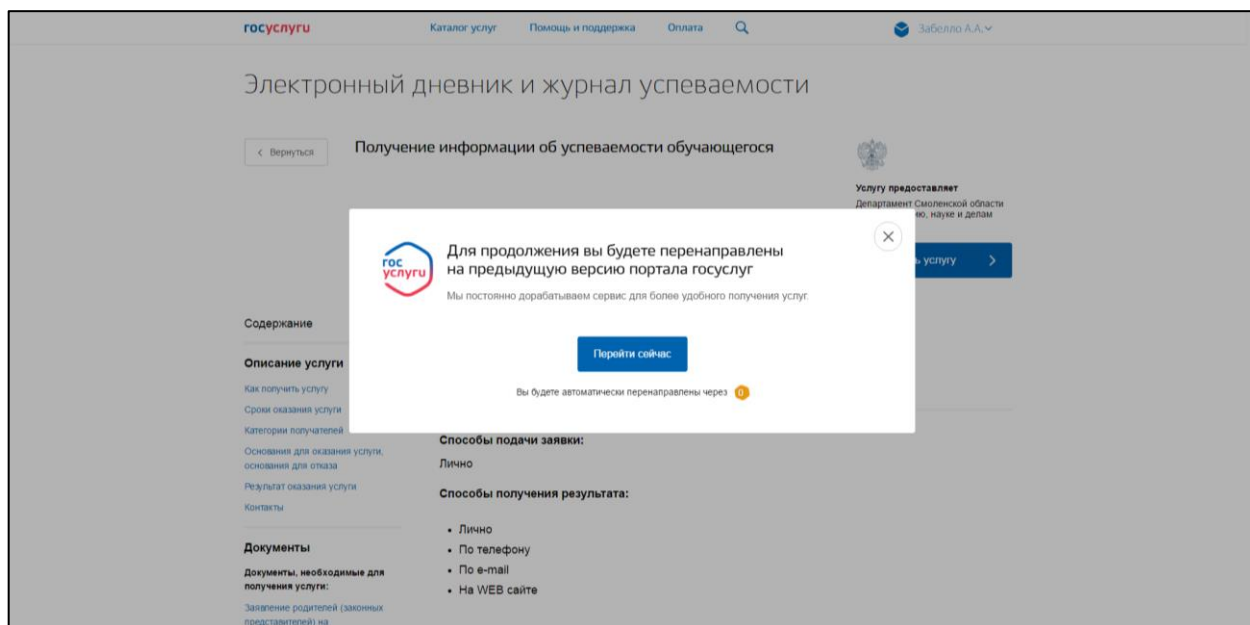 госуслуги
Каталог услуг
Помощь и поддержка
Оплата
Забелло А.А.
Электронный дневник и журнал успеваемости
Вернуться
Получение информации об успеваемости обучающегося
Услугу предоставляет
Департамент Смоленской области
науке и делам
услугу
гос
услуги
Для продолжения вы будете перенаправлены
на предыдущую версию портала госуслуг
Мы постоянно дорабатываем сервис для более удобного получения услуг.
Перейти сейчас
Вы будете автоматически перенаправлены через 0
Содержание
Описание услуги
Как получить услугу
Сроки оказания услуги
Категории получателей
Основания для оказания услуги,
основания для отказа
Результат оказания услуги
Контакты
Документы
Документы, необходимые для
получения услуги:
Заявление родителей (законных
представителей) на
Способы подачи заявки:
Лично
Способы получения результата:
• Лично
• По телефону
• По e-mail
• На WEB сайте